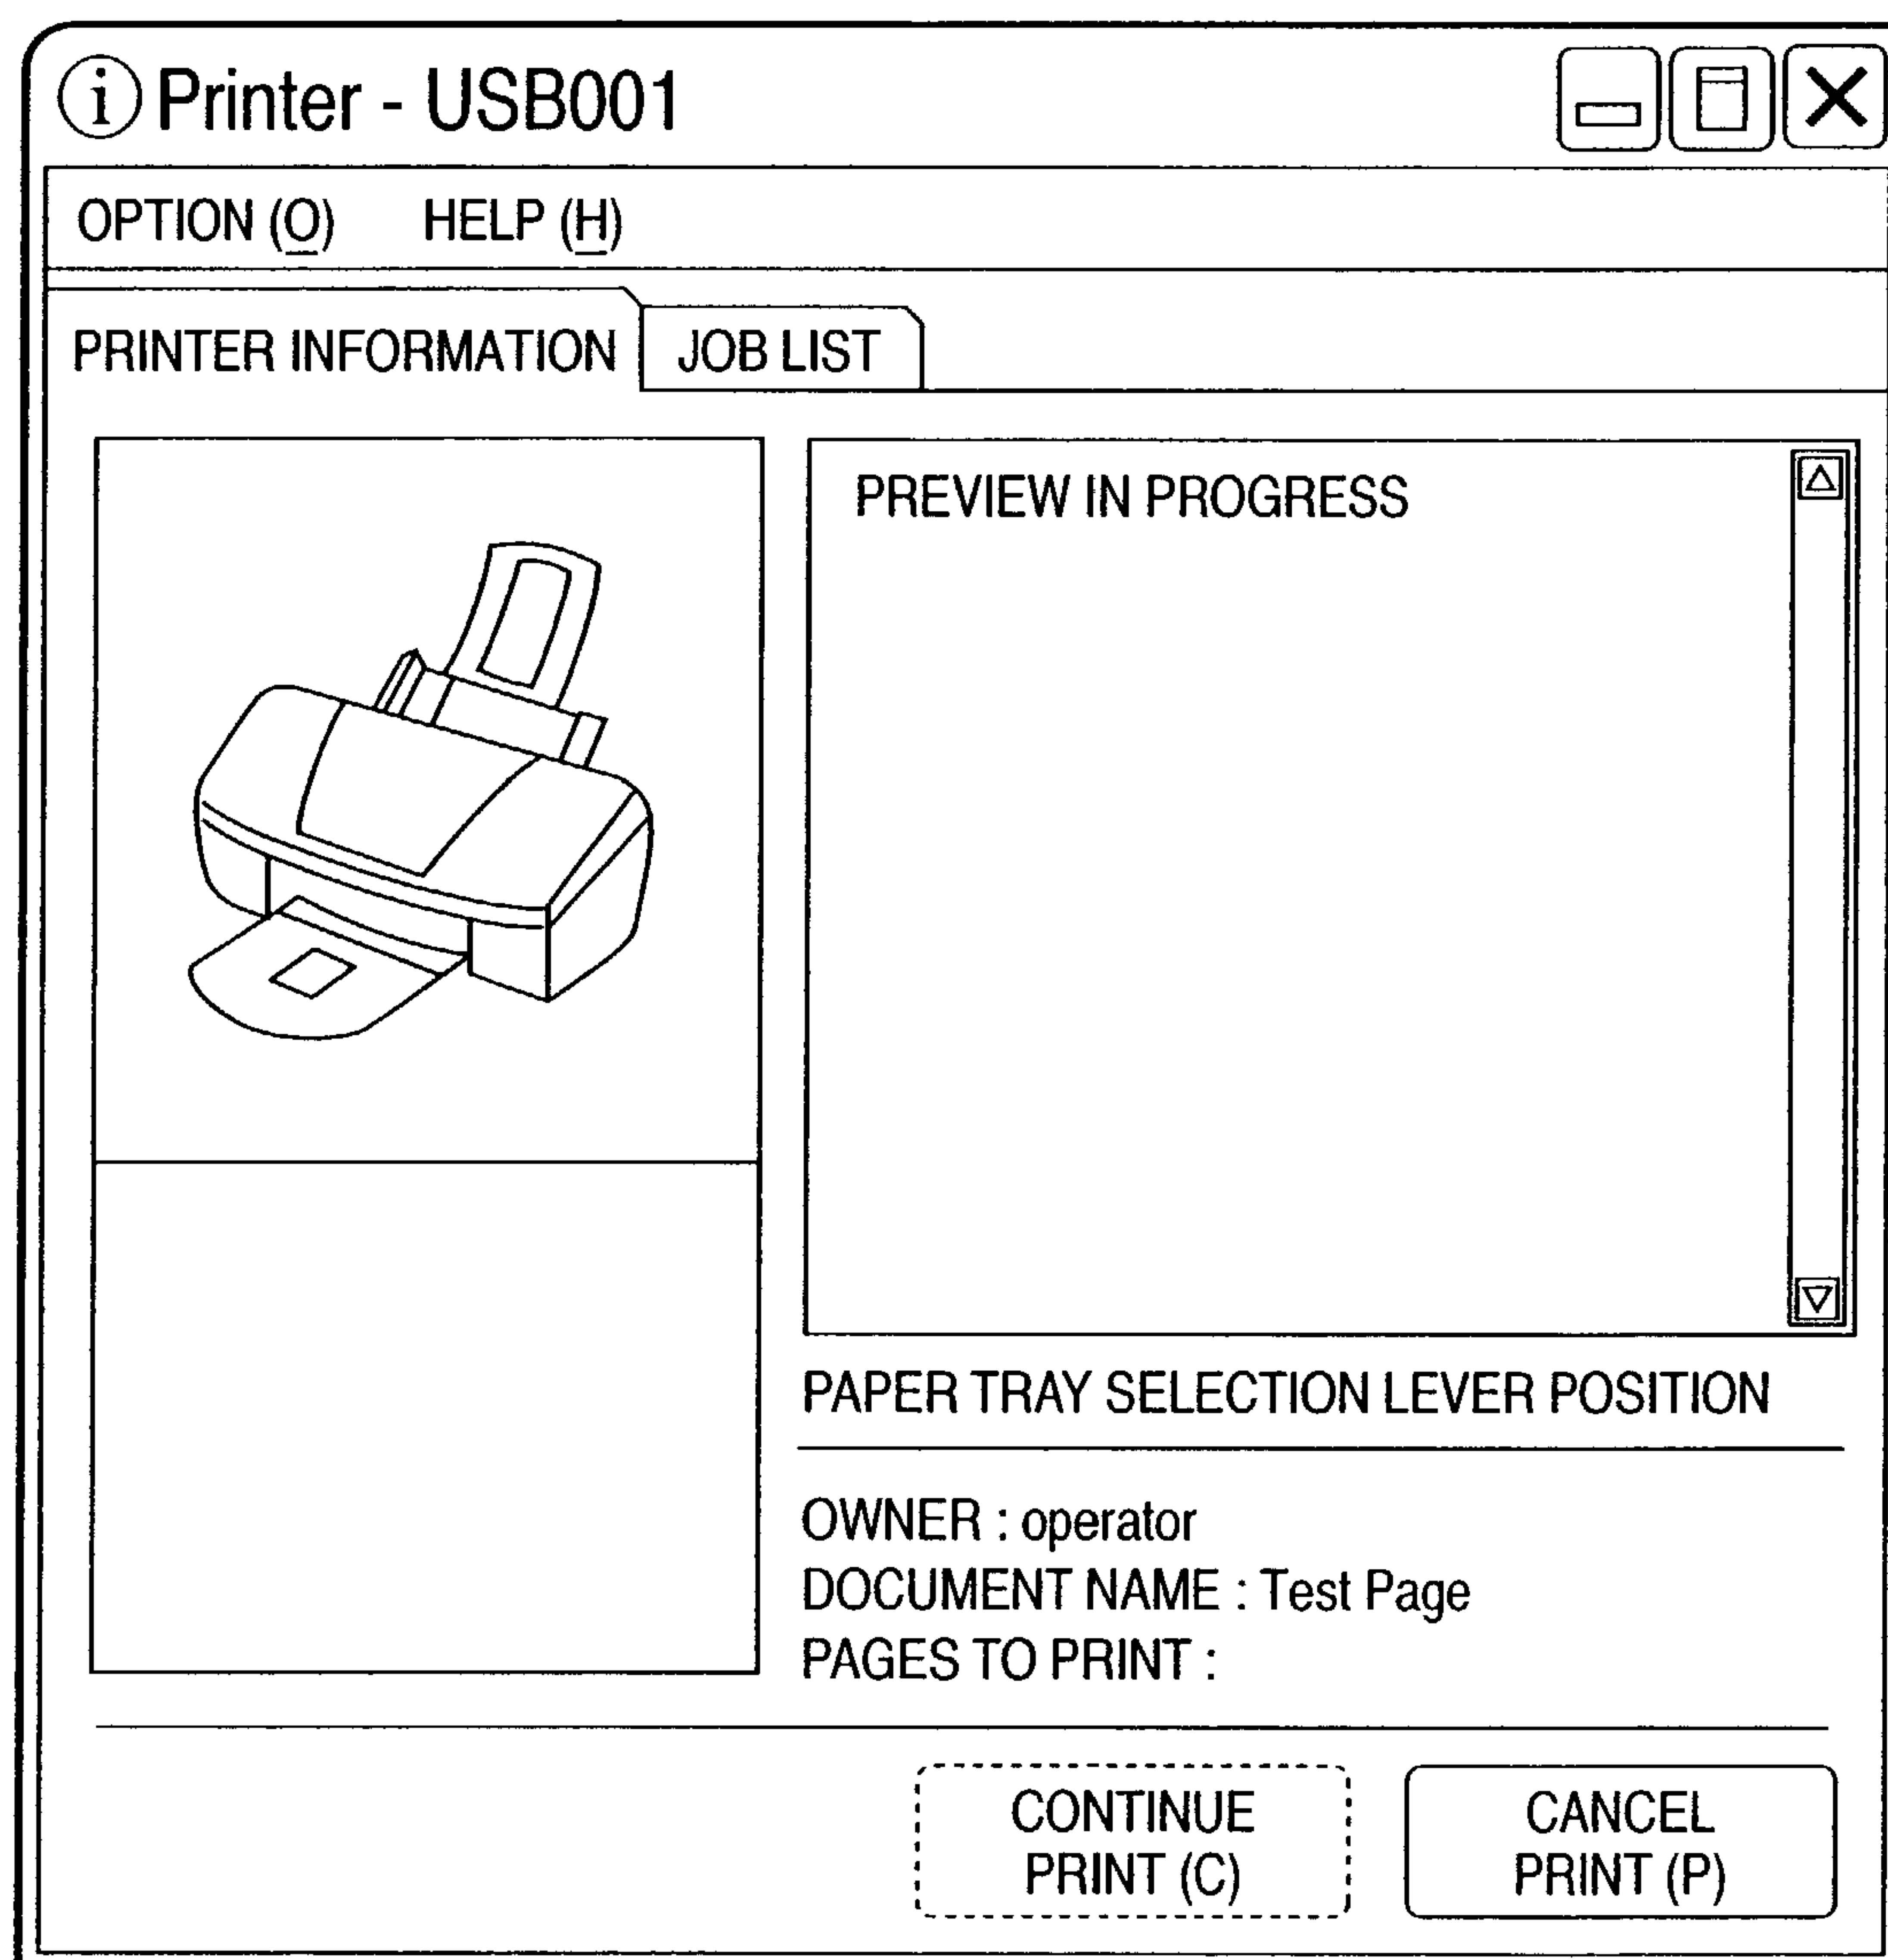 i Printer - USB001
OPTION (O) HELP (H)
PRINTER INFORMATION JOB LIST
PREVIEW IN PROGRESS
PAPER TRAY SELECTION LEVER POSITION
OWNER : operator
DOCUMENT NAME : Test Page
PAGES TO PRINT :
CONTINUE
PRINT (C)
CANCEL
PRINT (P)